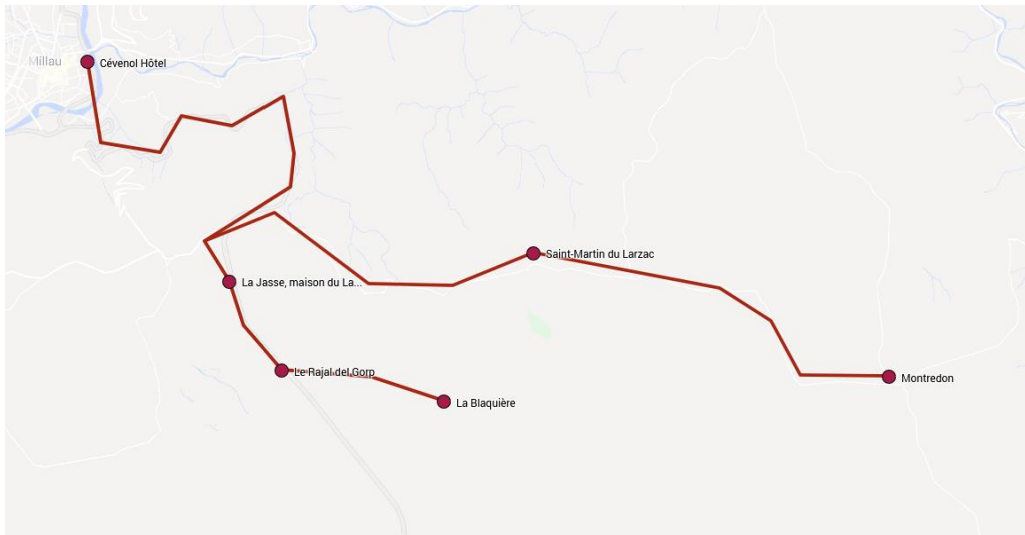 Millau
Cévenol Hôtel
Saint-Martin du Larzac
La Jasse, maison du La...
Le Rajal del Gorp
Montredon
La Blaquière